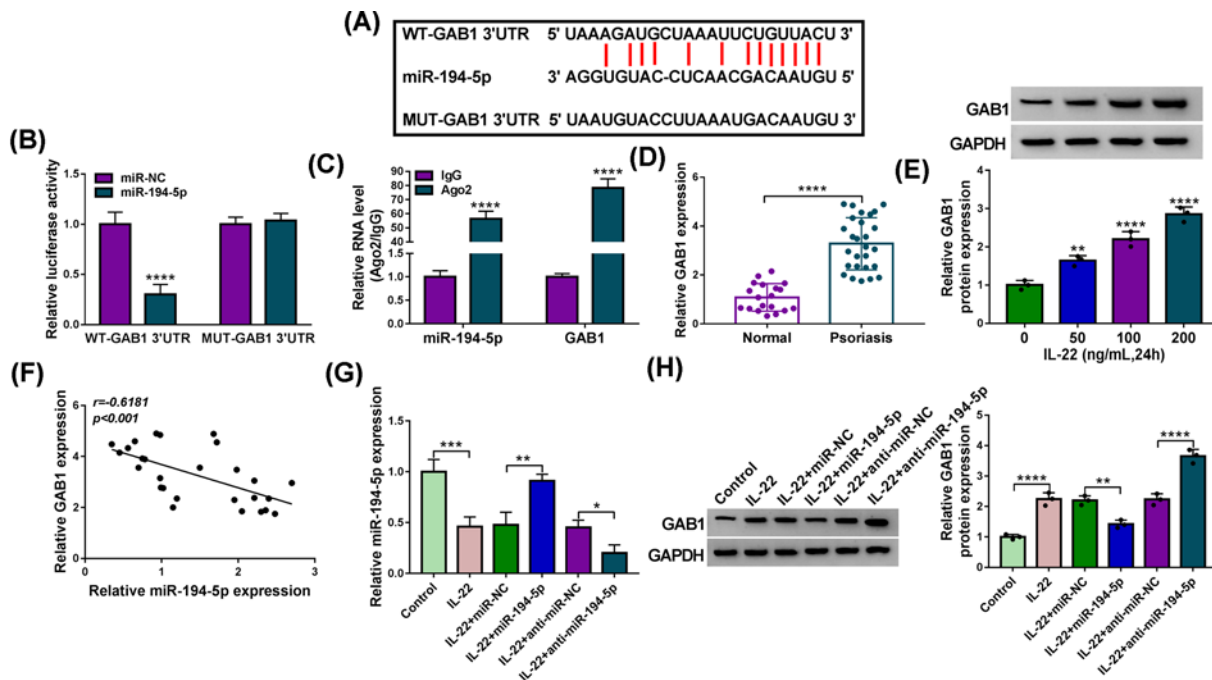 (A)
WT-GAB1 3'UTR 5' UAAAGAUGCUAAAUUCUGUUACU 3'
miR-194-5p 3' AGGUGUAC-CUCAACGACAAUGU 5'
MUT-GAB1 3'UTR 5' UAAUGUACCUUAAAUGACAAUGU 3'
(B)
Relative luciferase activity
miR-NC
miR-194-5p
1.5
1.0
0.5
0.0
****
WT-GAB1 3'UTR MUT-GAB1 3'UTR
(C)
Relative RNA level
(Ago2/IgG)
IgG
Ago2
90
80
70
60
50
40
30
1.5
1.0
0.5
0.0
**** ****
miR-194-5p GAB1
(D)
Relative GAB1 expression
6
4
2
0
****
Normal Psoriasis
(E)
GAB1
GAPDH
Relative GAB1
protein expression
4
3
2
1
0
** **** ****
0 50 100 200
IL-22 (ng/mL,24h)
(F)
Relative GAB1 expression
r=-0.6181
p<0.001
6
4
2
0
0 1 2 3
Relative miR-194-5p expression
(G)
Relative miR-194-5p expression
1.5
1.0
0.5
0.0
*** ** *
Control
IL-22
IL-22+miR-NC
IL-22+miR-194-5p
IL-22+anti-miR-NC
IL-22+anti-miR-194-5p
(H)
Control
IL-22
IL-22+miR-NC
IL-22+miR-194-5p
IL-22+anti-miR-NC
IL-22+anti-miR-194-5p
GAB1
GAPDH
Relative GAB1
protein expression
5
4
3
2
1
0
**** ** ****
Control
IL-22
IL-22+miR-NC
IL-22+miR-194-5p
IL-22+anti-miR-NC
IL-22+anti-miR-194-5p